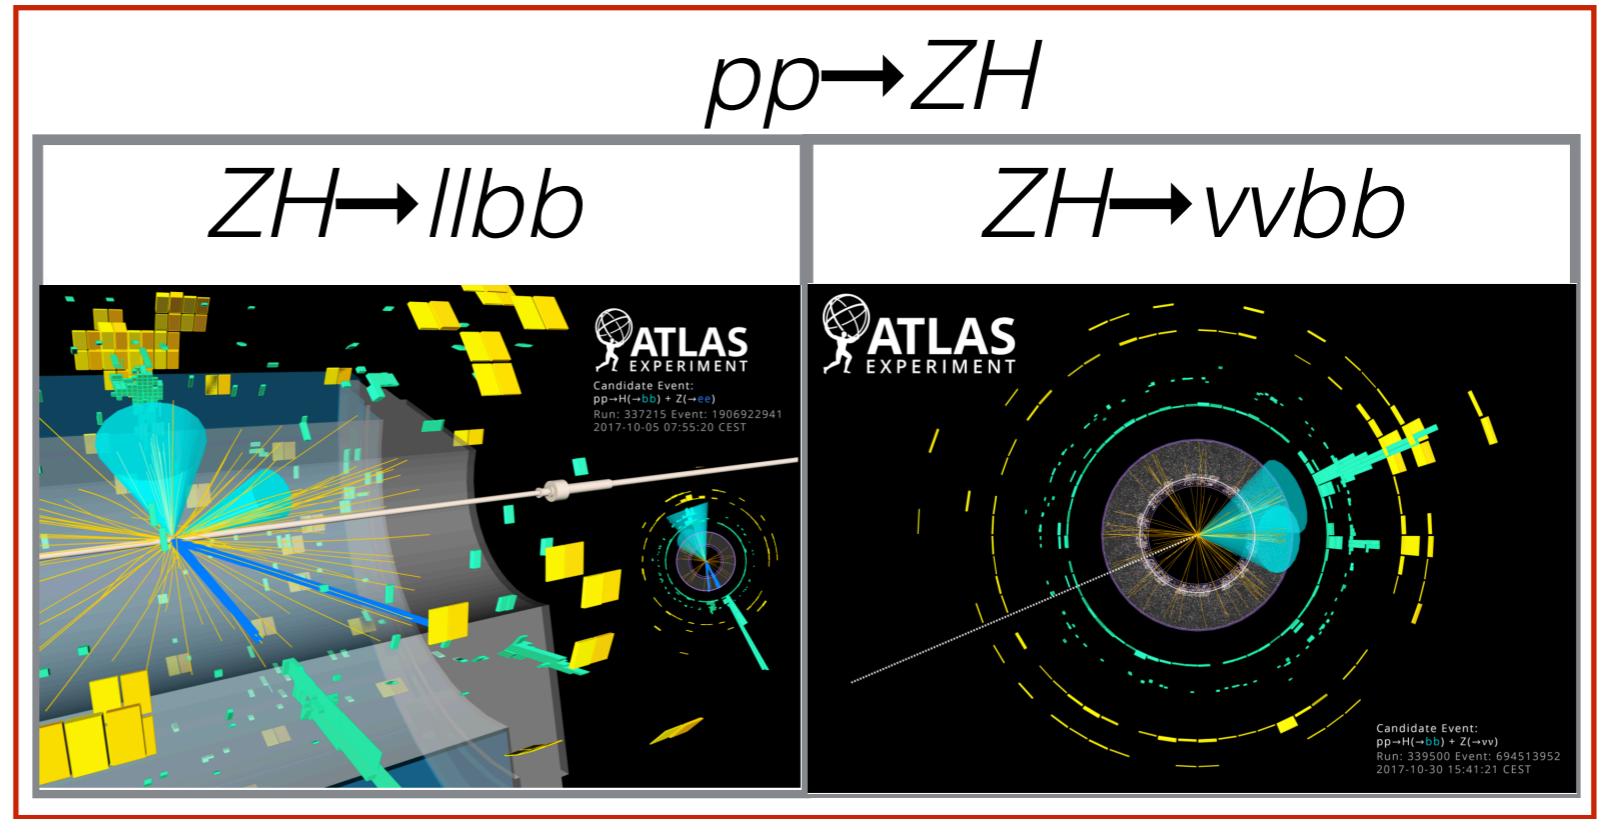 pp→ZH
ZH→llbb
ZH→ννbb
ATLAS
EXPERIMENT
Candidate Event:
pp→H(→bb) + Z(→ee)
Run: 337215 Event: 1906922941
2017-10-05 07:55:20 CEST
ATLAS
EXPERIMENT
Candidate Event:
pp→H(→bb) + Z(→νν)
Run: 339500 Event: 694513952
2017-10-30 15:41:21 CEST